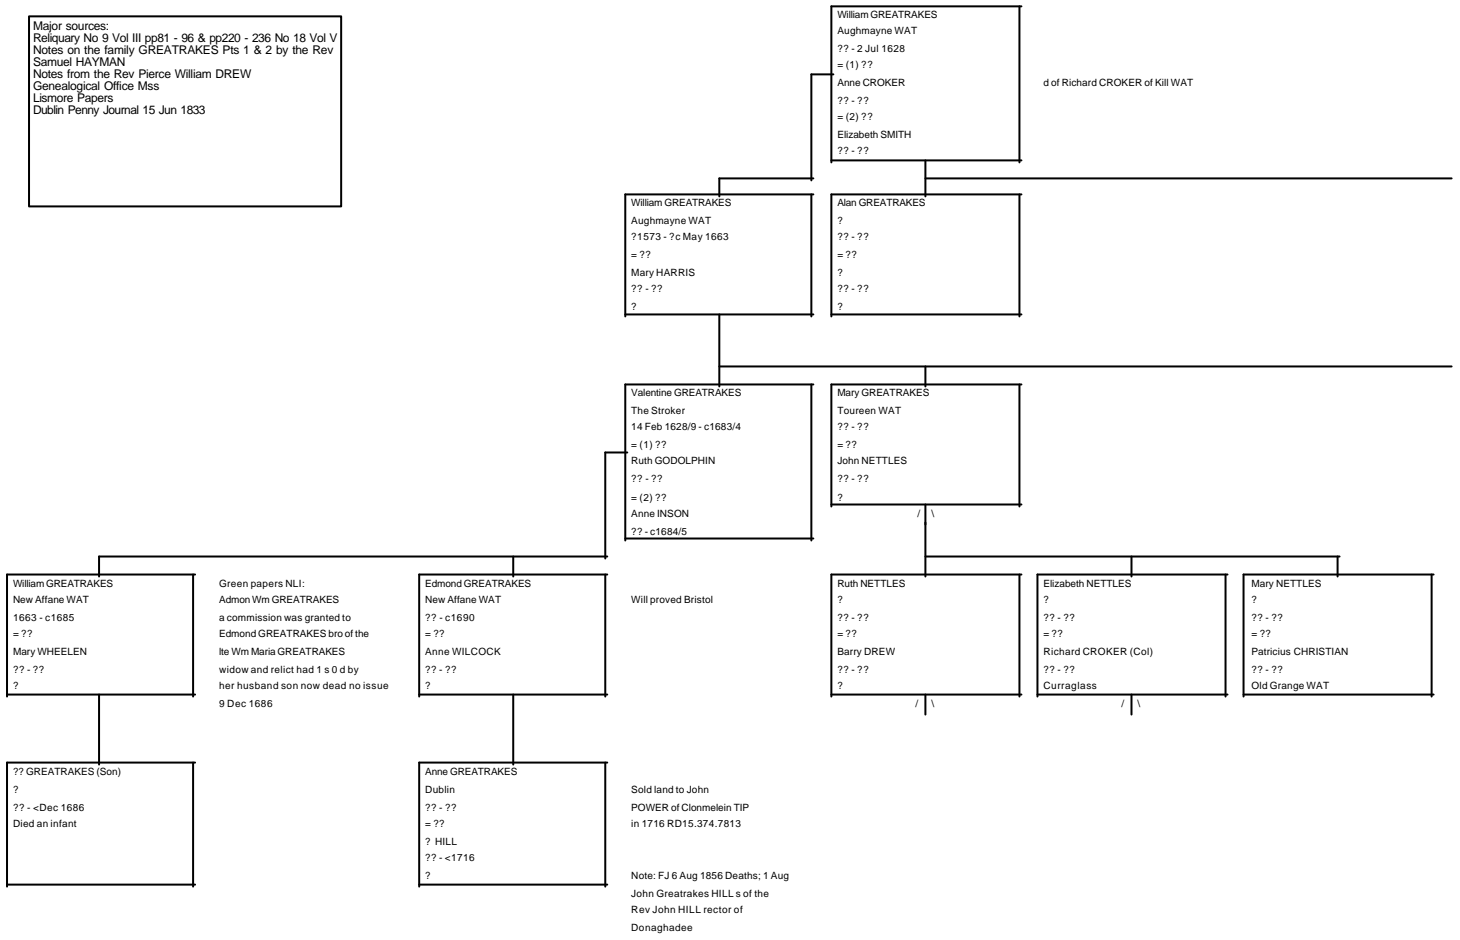 Major sources:
Reliquary No 9 Vol III pp81 - 96 & pp220 - 236 No 18 Vol V
Notes on the family GREATRAKES Pts 1 & 2 by the Rev
Samuel HAYMAN
Notes from the Rev Pierce William DREW
Genealogical Office Mss
Lismore Papers
Dublin Penny Journal 15 Jun 1833
William GREATRAKES
Aughmayne WAT
?? - 2 Jul 1628
= (1) ??
Anne CROKER
?? - ??
= (2) ??
Elizabeth SMITH
?? - ??
d of Richard CROKER of Kill WAT
William GREATRAKES
Aughmayne WAT
?1573 - ?c May 1663
= ??
Mary HARRIS
?? - ??
?
Alan GREATRAKES
?
?? - ??
= ??
?
?? - ??
?
Valentine GREATRAKES
The Stroker
14 Feb 1628/9 - c1683/4
= (1) ??
Ruth GODOLPHIN
?? - ??
= (2) ??
Anne INSON
?? - c1684/5
Mary GREATRAKES
Toureen WAT
?? - ??
= ??
John NETTLES
?? - ??
?
/ \
William GREATRAKES
New Affane WAT
1663 - c1685
= ??
Mary WHEELEN
?? - ??
?
Green papers NLI:
Admon Wm GREATRAKES
a commission was granted to
Edmond GREATRAKES bro of the
lte Wm Maria GREATRAKES
widow and relict had 1 s 0 d by
her husband son now dead no issue
9 Dec 1686
Edmond GREATRAKES
New Affane WAT
?? - c1690
= ??
Anne WILCOCK
?? - ??
?
Will proved Bristol
Ruth NETTLES
?
?? - ??
= ??
Barry DREW
?? - ??
?
/ \
Elizabeth NETTLES
?
?? - ??
= ??
Richard CROKER (Col)
?? - ??
Curraglass
/ \
Mary NETTLES
?
?? - ??
= ??
Patricius CHRISTIAN
?? - ??
Old Grange WAT
?? GREATRAKES (Son)
?
?? - <Dec 1686
Died an infant
Anne GREATRAKES
Dublin
?? - ??
= ??
? HILL
?? - <1716
?
Sold land to John
POWER of Clonmelein TIP
in 1716 RD15.374.7813
Note: FJ 6 Aug 1856 Deaths; 1 Aug
John Greatrakes HILL s of the
Rev John HILL rector of
Donaghadee